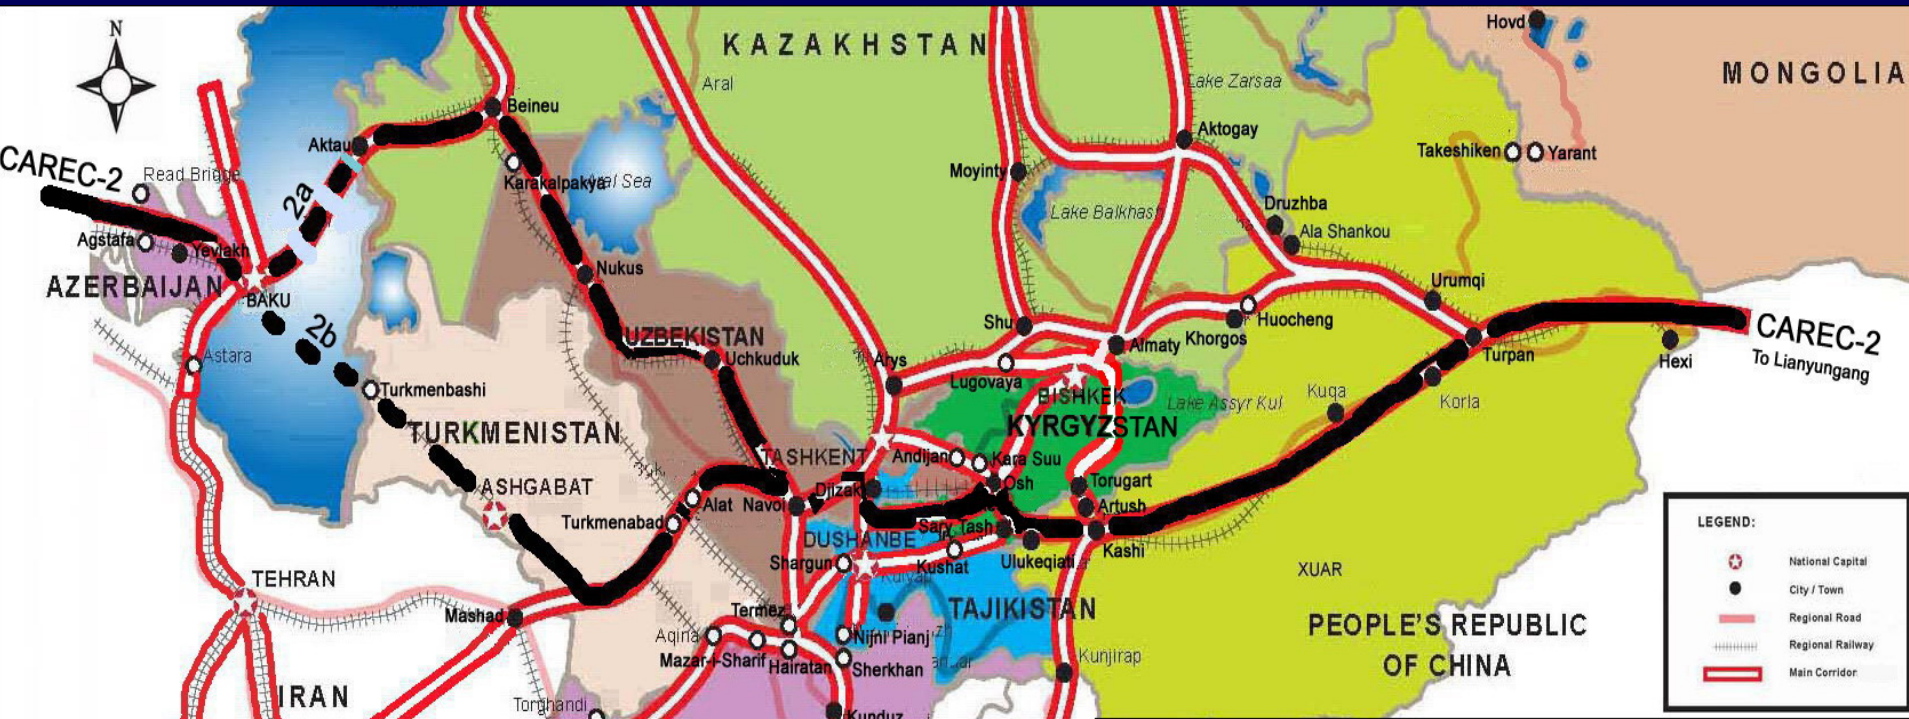 N
Hovd
KAZAKHSTAN
MONGOLIA
Aral
Lake Zarsaa
Beineu
Aktau
Aktogay
CAREC-2
Read Bridge
Takeshiken
Yarant
Moyinty
Karakalpakya
Aral Sea
2a
Lake Balkhast
Druzhba
Ala Shankou
Agstafa
Yevlakh
Nukus
AZERBAIJAN
BAKU
Urumqi
2b
Shu
Khorgos
Huocheng
CAREC-2
To Lianyungang
UZBEKISTAN
Uchkuduk
Astara
Arys
Almaty
Turpan
Hexi
Lugovaya
Turkmenbashi
BISHKEK
Lake Assyr Kul
Kuqa
Korla
KYRGYZSTAN
TURKMENISTAN
TASHKENT
Andijan
Kara Suu
ASHGABAT
Osh
Torugart
Alat
Navoi
Djizak
Artush
Turkmenabad
Sary Tash
DUSHANBE
Kashi
Shargun
Kushat
Ulukeqiati
LEGEND:
National Capital
City / Town
Regional Road
Regional Railway
Main Corridor
TEHRAN
XUAR
Mashad
Termez
TAJIKISTAN
PEOPLE'S REPUBLIC
OF CHINA
Aqina
Nijni Pianj
Mazar-i-Sharif
Hairatan
Sherkhan
Kunjirap
IRAN
Torghandi
Kunduz